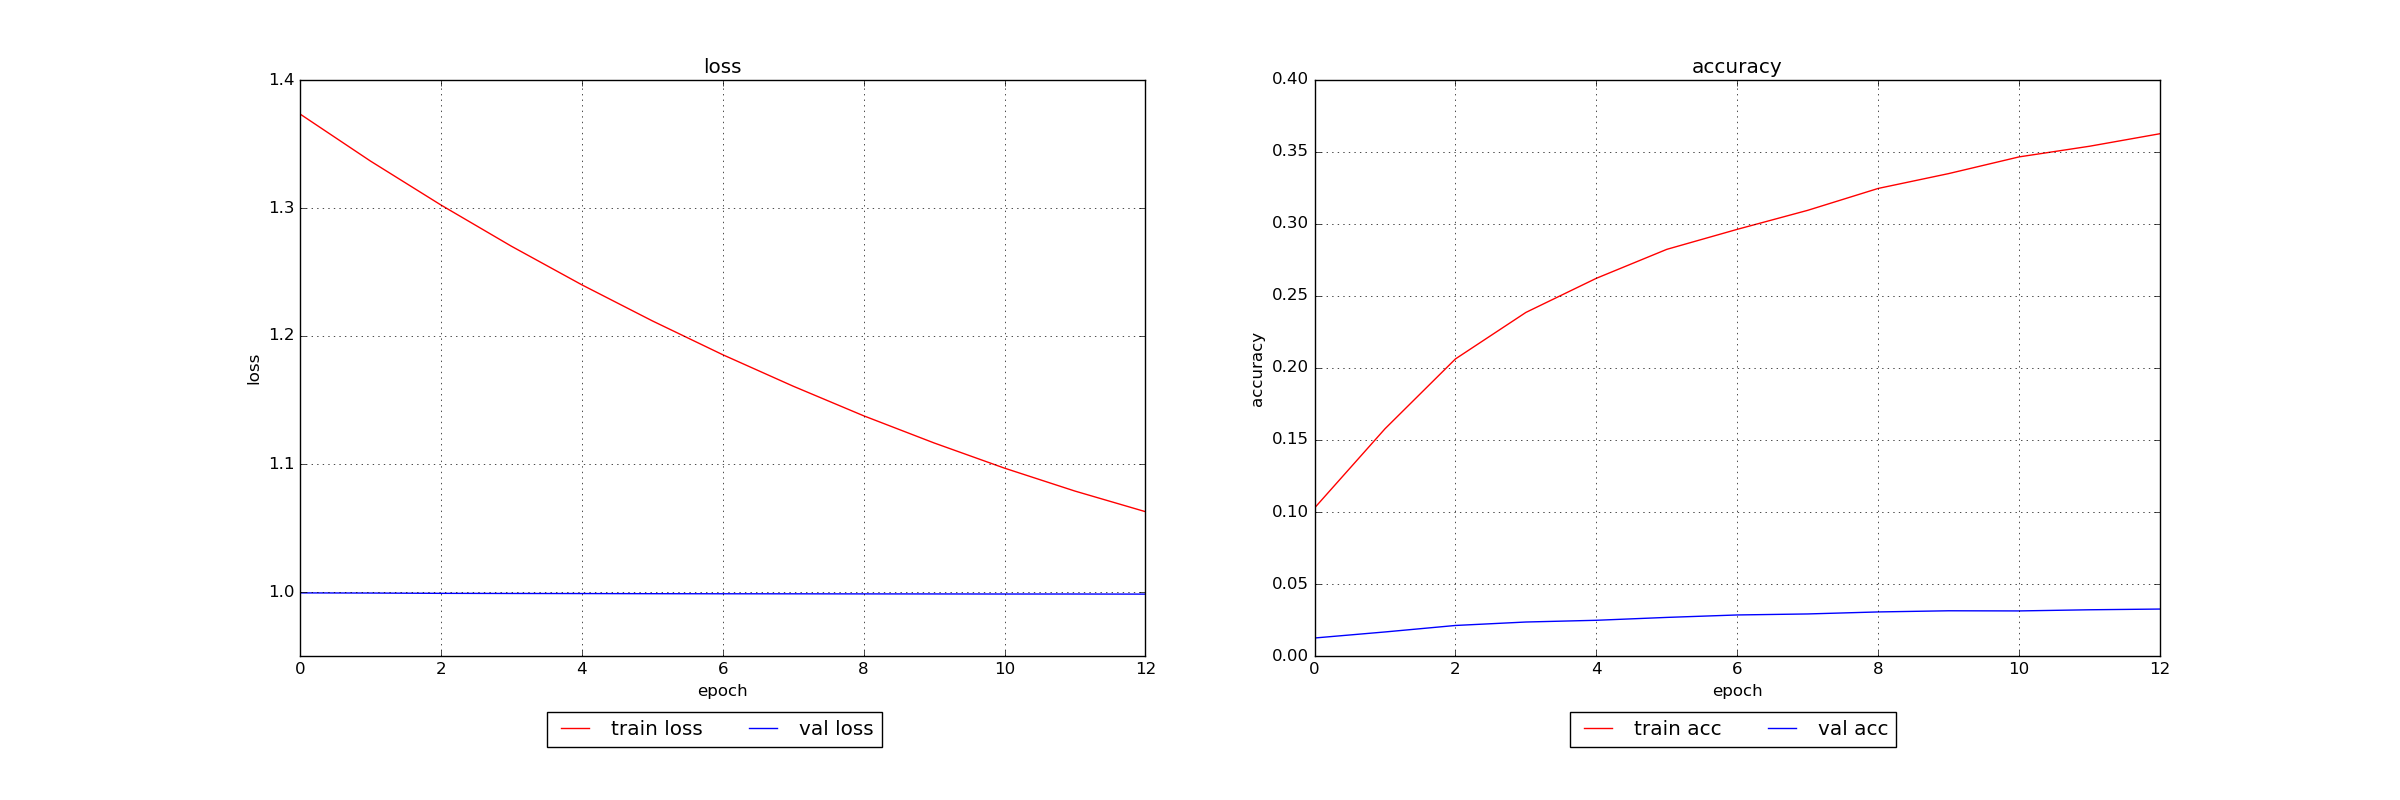 loss
1.4
1.3
1.2
1.1
1.0
loss
0 2 4 6 8 10 12
epoch
train loss val loss
accuracy
0.40
0.35
0.30
0.25
0.20
0.15
0.10
0.05
0.00
accuracy
0 2 4 6 8 10 12
epoch
train acc val acc